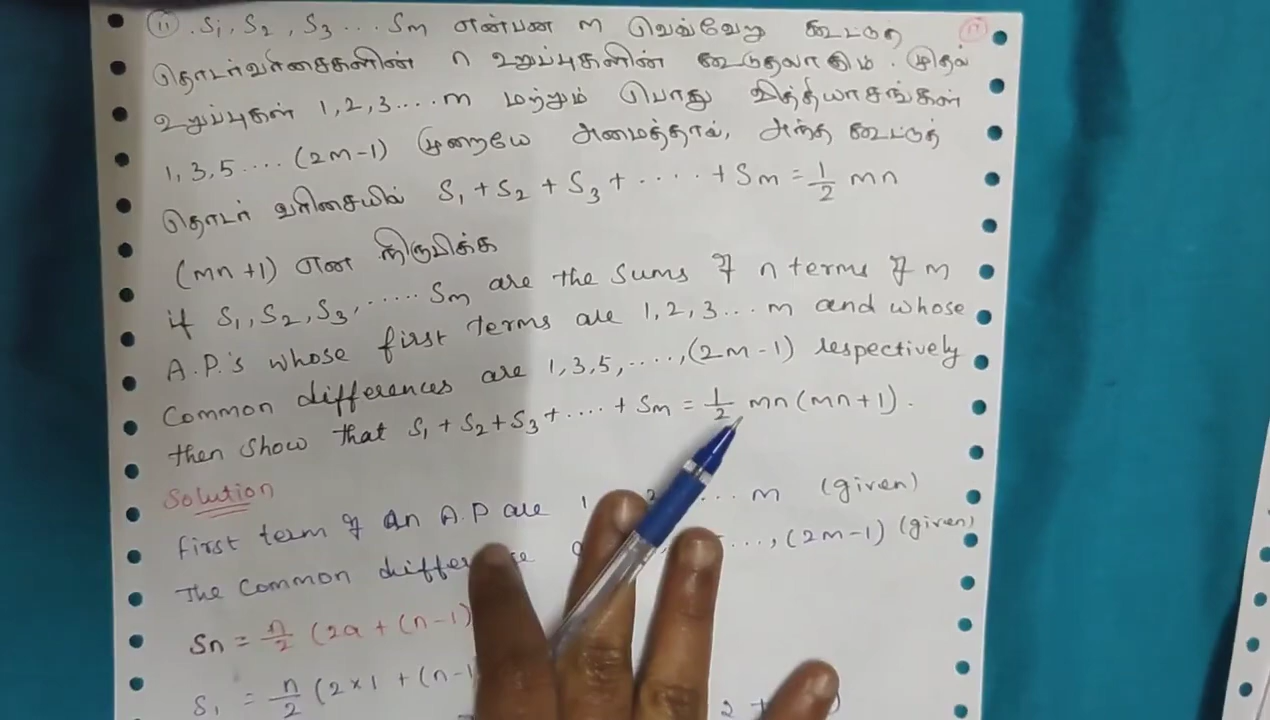 11 . S₁, S₂, S₃ ... Sm என்பன m வெவ்வேறு கூட்டுத்
தொடர்வரிசைகளின் n உறுப்புகளின் கூடுதலாகும். முதல்
உறுப்புகள் 1, 2, 3.... m மற்றும் பொது வித்தியாசங்கள்
1, 3, 5 .... (2m-1) முறையே அமைந்தால், அந்த கூட்டுத்
தொடர் வரிசையில் S₁ + S₂ + S₃ + ..... + Sm = 1/2 mn
(mn+1) என நிரூபிக்க
if S₁, S₂, S₃, ..... Sm are the Sums of n terms of m
A.P.'s whose first terms are 1, 2, 3... m and whose
Common differences are 1, 3, 5, ....., (2m-1) respectively
then show that S₁ + S₂ + S₃ + .... + Sm = 1/2 mn (mn+1).
Solution
First term of an A.P are 1 ... m (given)
The Common ..., (2m-1) (given)
Sn = n/2 (2a + (n-1)
S₁ = n/2 (2×1 + (n-1